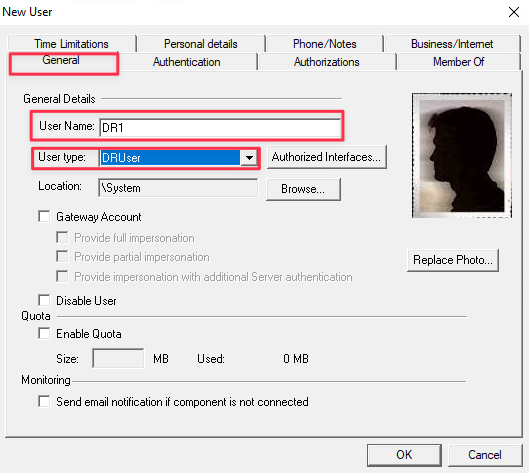 New User
Time Limitations Personal details Phone/Notes Business/Internet
General Authentication Authorizations Member Of
General Details
User Name: DR1
User type: DRUser Authorized Interfaces...
Location: \System Browse...
Gateway Account
Provide full impersonation
Provide partial impersonation
Provide impersonation with additional Server authentication
Replace Photo...
Disable User
Quota
Enable Quota
Size: MB Used: 0 MB
Monitoring
Send email notification if component is not connected
OK Cancel